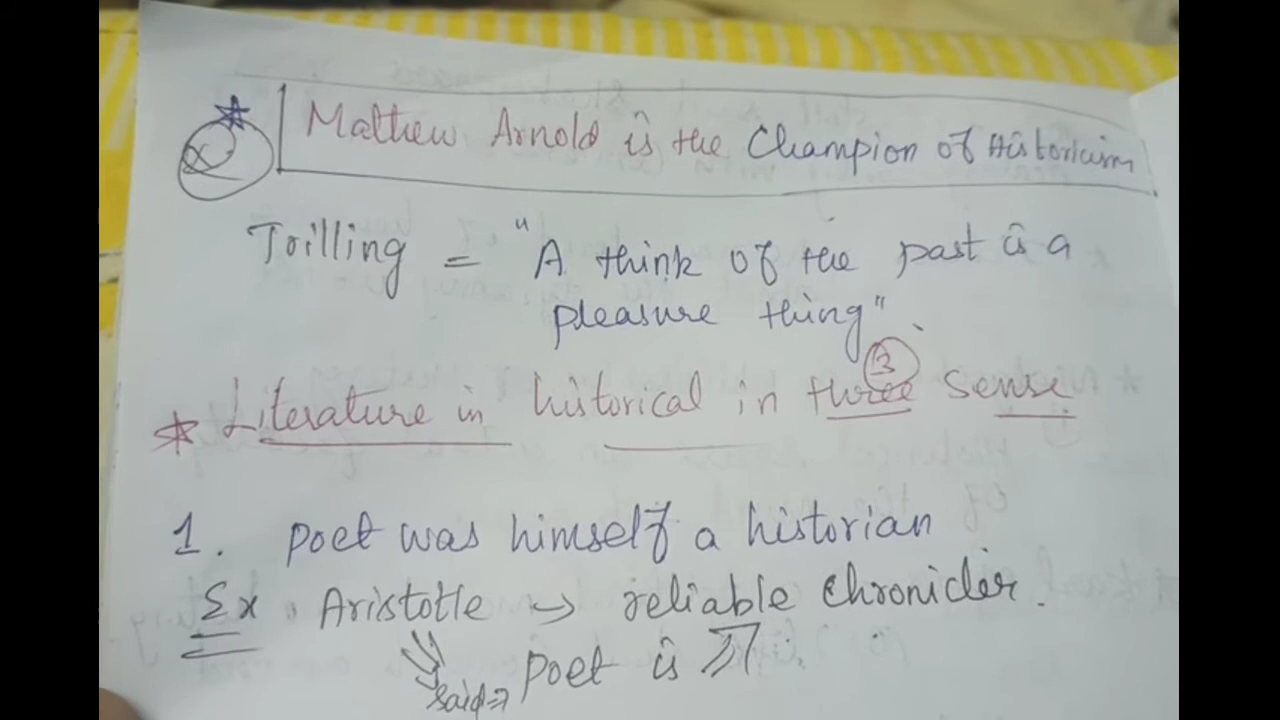 Mathew Arnold is the Champion of Historicism
Trilling = "A think of the past is a
pleasure thing".
3
* Literature in historical in three sense
1. Poet was himself a historian
Ex. Aristotle → reliable Chronicler.
said⇒ Poet is